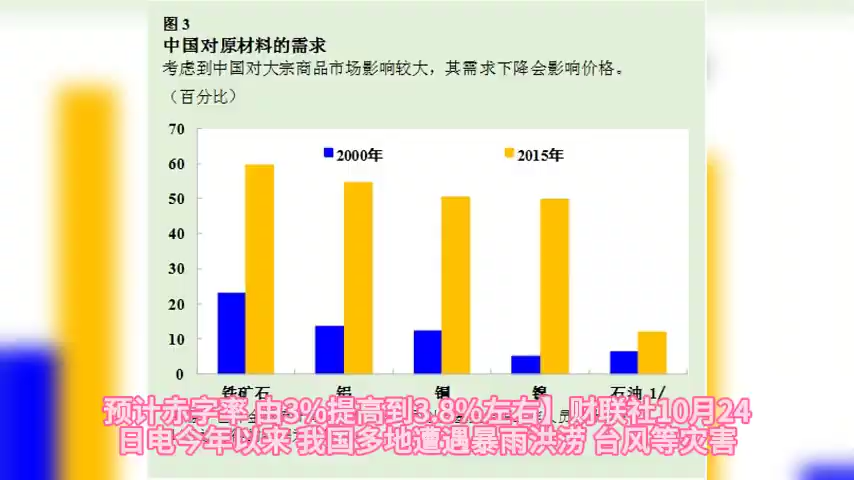 图 3
中国对原材料的需求
考虑到中国对大宗商品市场影响较大，其需求下降会影响价格。
（百分比）
70
2000年 2015年
60
50
40
30
20
10
0
铁矿石 铝 铜 镍 石油 1/
预计赤字率 由3%提高到3.8%左右】财联社10月24
日电今年以来 我国多地遭遇暴雨洪涝 台风等灾害